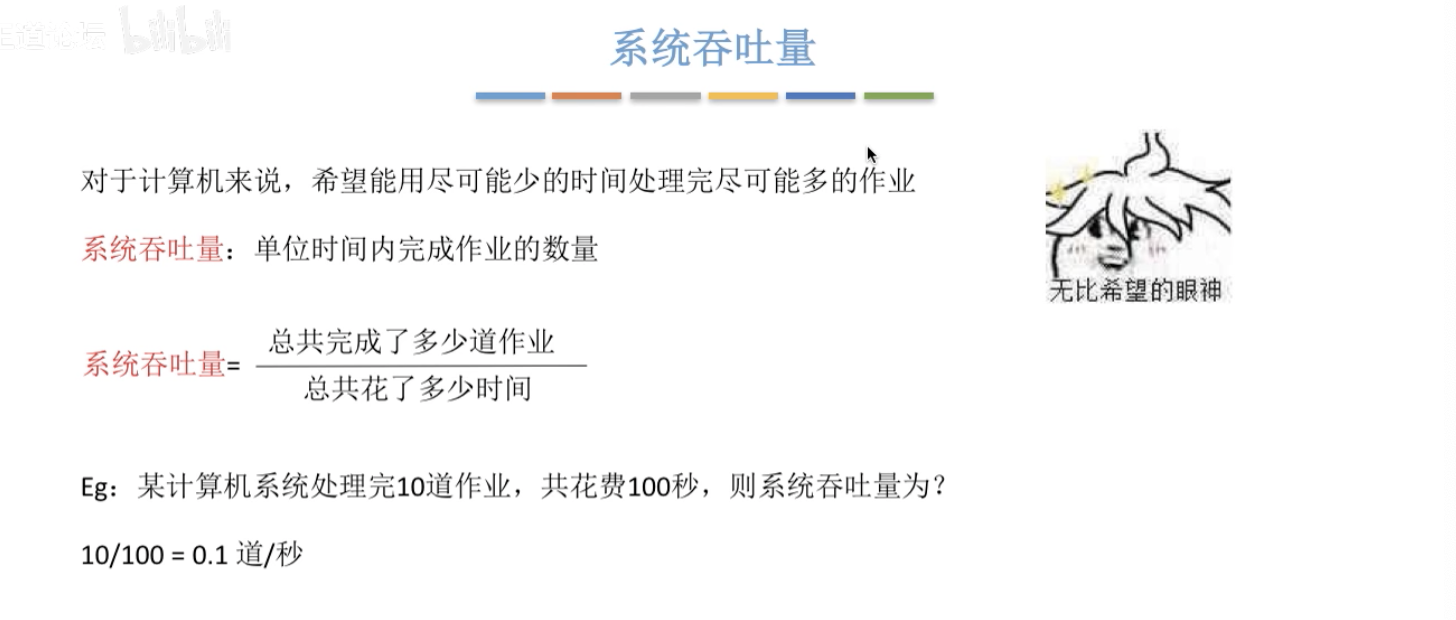 bilibili
系统吞吐量
对于计算机来说，希望能用尽可能少的时间处理完尽可能多的作业
系统吞吐量：单位时间内完成作业的数量
无比希望的眼神
系统吞吐量=
总共完成了多少道作业
总共花了多少时间
Eg：某计算机系统处理完10道作业，共花费100秒，则系统吞吐量为？
10/100 = 0.1 道/秒